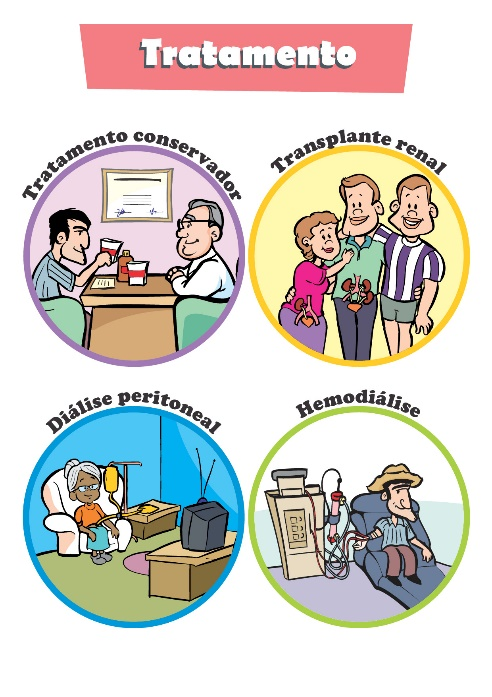 Tratamento
Tratamento conservador
Transplante renal
Diálise peritoneal
Hemodiálise